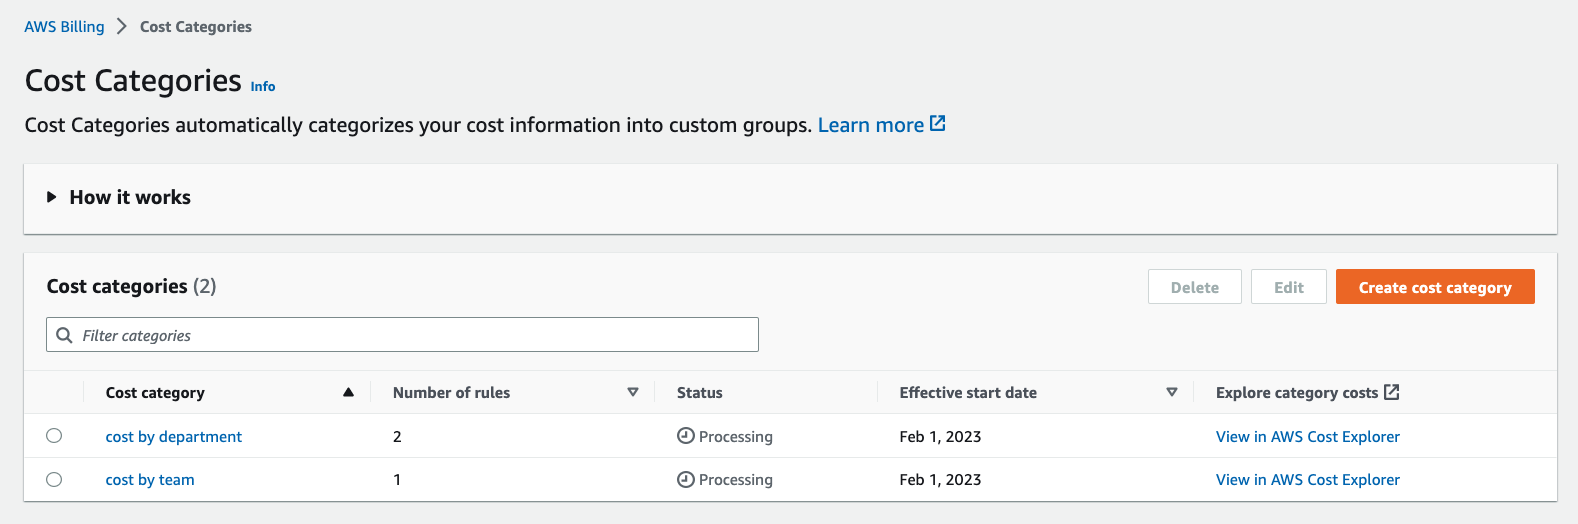 AWS Billing > Cost Categories
Cost Categories Info
Cost Categories automatically categorizes your cost information into custom groups. Learn more
How it works
Cost categories (2) Delete Edit Create cost category
Filter categories
Cost category Number of rules Status Effective start date Explore category costs
cost by department 2 Processing Feb 1, 2023 View in AWS Cost Explorer
cost by team 1 Processing Feb 1, 2023 View in AWS Cost Explorer